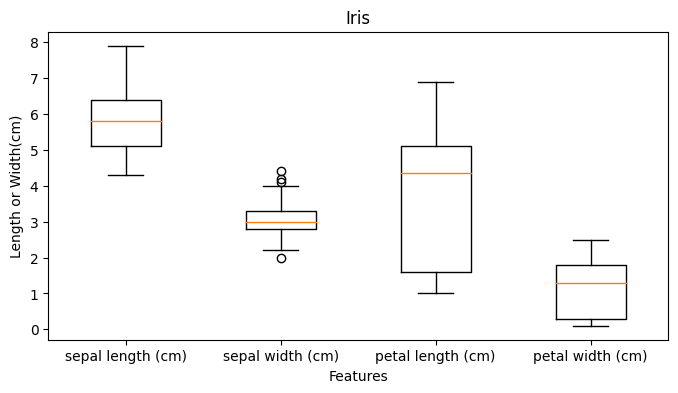 Iris
8
7
6
5
4
3
2
1
0
Length or Width(cm)
sepal length (cm) sepal width (cm) petal length (cm) petal width (cm)
Features